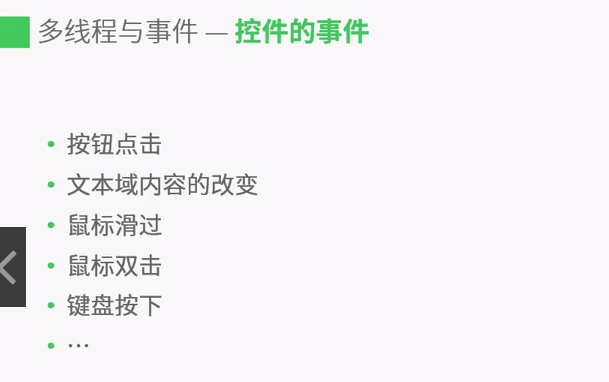 多线程与事件 — 控件的事件
• 按钮点击
• 文本域内容的改变
• 鼠标滑过
• 鼠标双击
• 键盘按下
• …